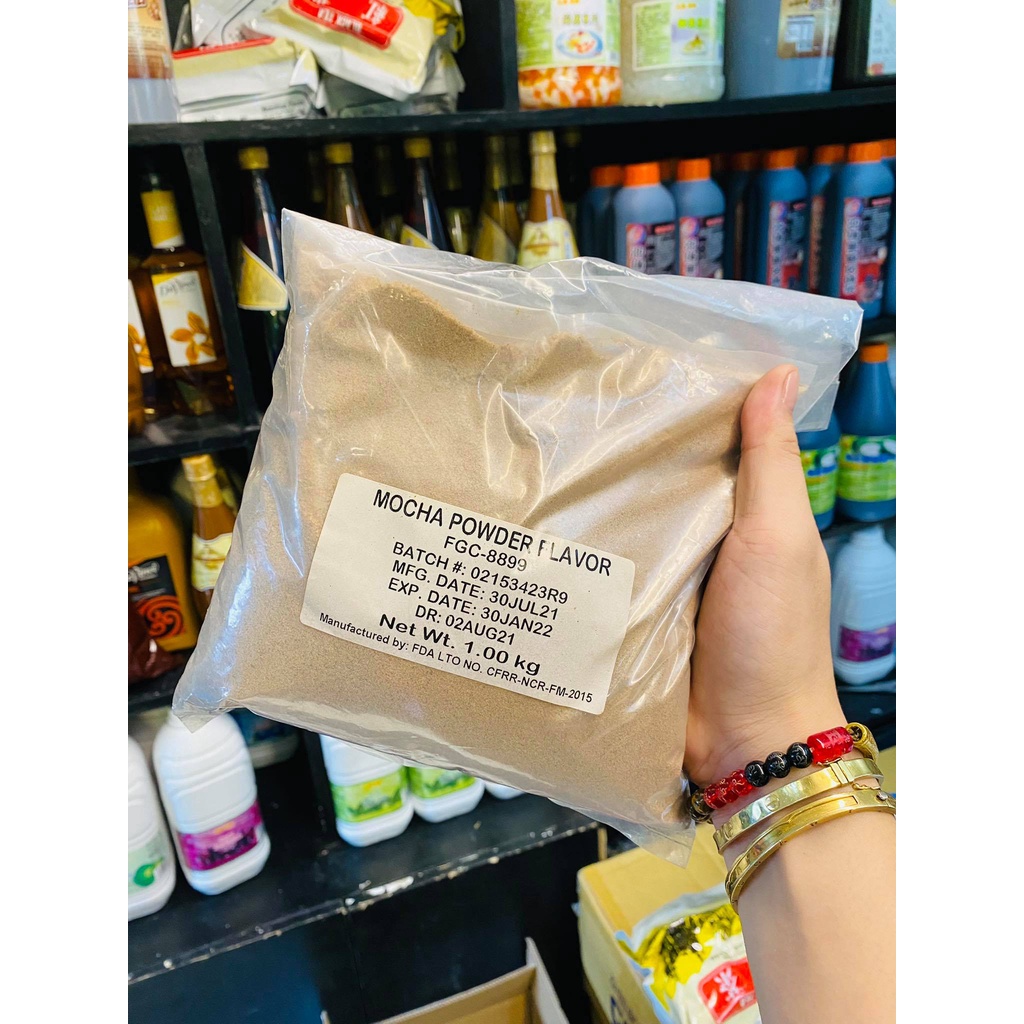 MOCHA POWDER FLAVOR
FGC-8899
BATCH #: 02153423R9
MFG. DATE: 30JUL21
EXP. DATE: 30JAN22
DR: 02AUG21
Net Wt. 1.00 kg
Manufactured by: FDA LTO NO. CFRR-NCR-FM-2015
DaVinci